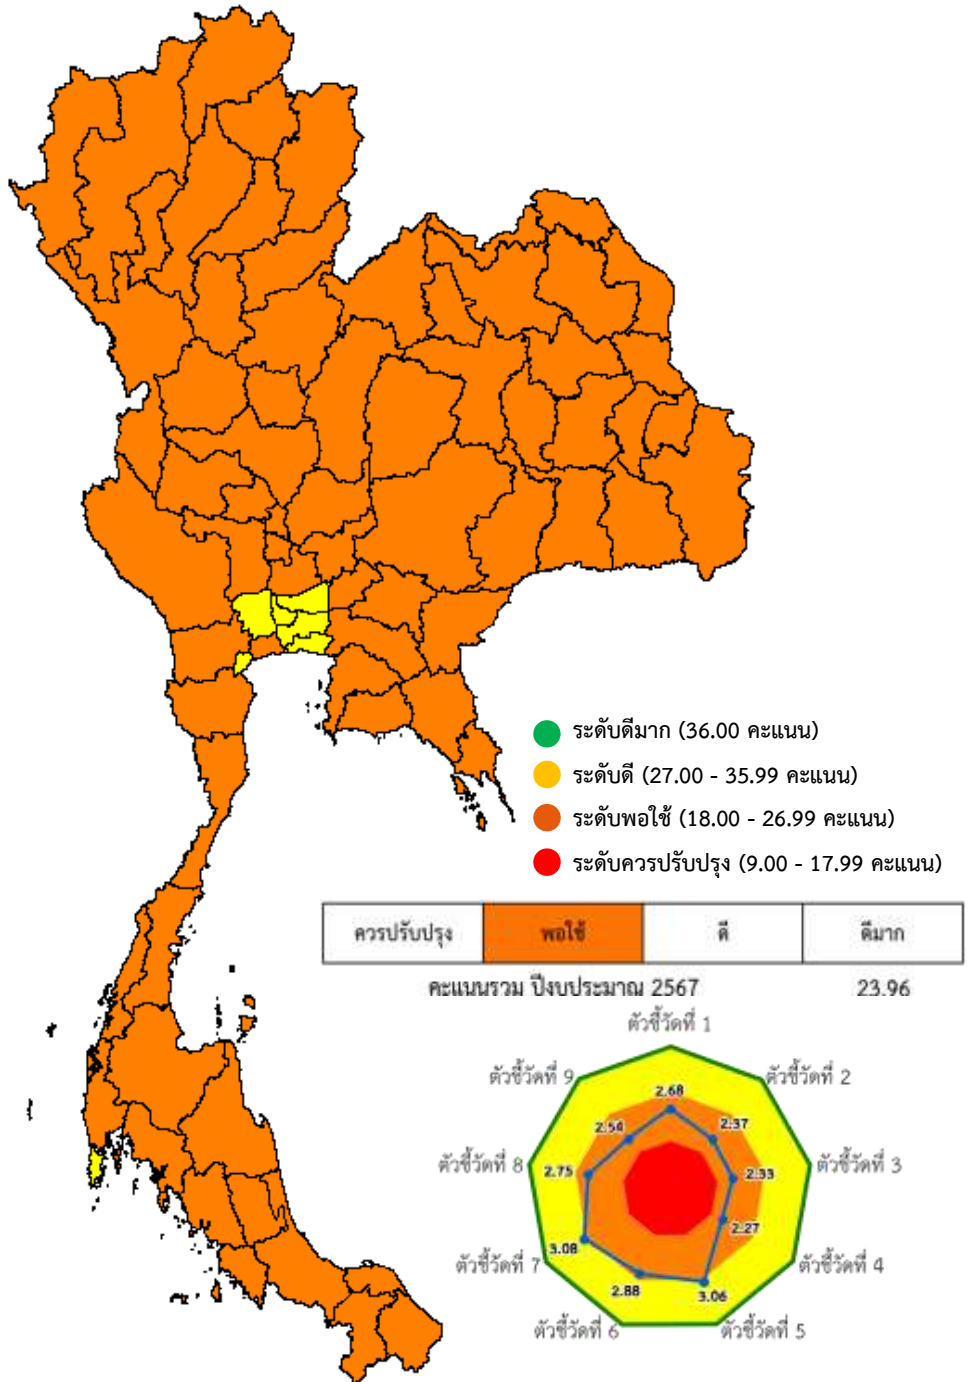 ระดับดีมาก (36.00 คะแนน)
ระดับดี (27.00 - 35.99 คะแนน)
ระดับพอใช้ (18.00 - 26.99 คะแนน)
ระดับควรปรับปรุง (9.00 - 17.99 คะแนน)
ควรปรับปรุง พอใช้ ดี ดีมาก
คะแนนรวม ปีงบประมาณ 2567 23.96
ตัวชี้วัดที่ 1
ตัวชี้วัดที่ 9 ตัวชี้วัดที่ 2
2.68
2.56 2.37
ตัวชี้วัดที่ 8 2.75 2.33 ตัวชี้วัดที่ 3
2.27
3.08
ตัวชี้วัดที่ 7 ตัวชี้วัดที่ 4
2.88 3.06
ตัวชี้วัดที่ 6 ตัวชี้วัดที่ 5